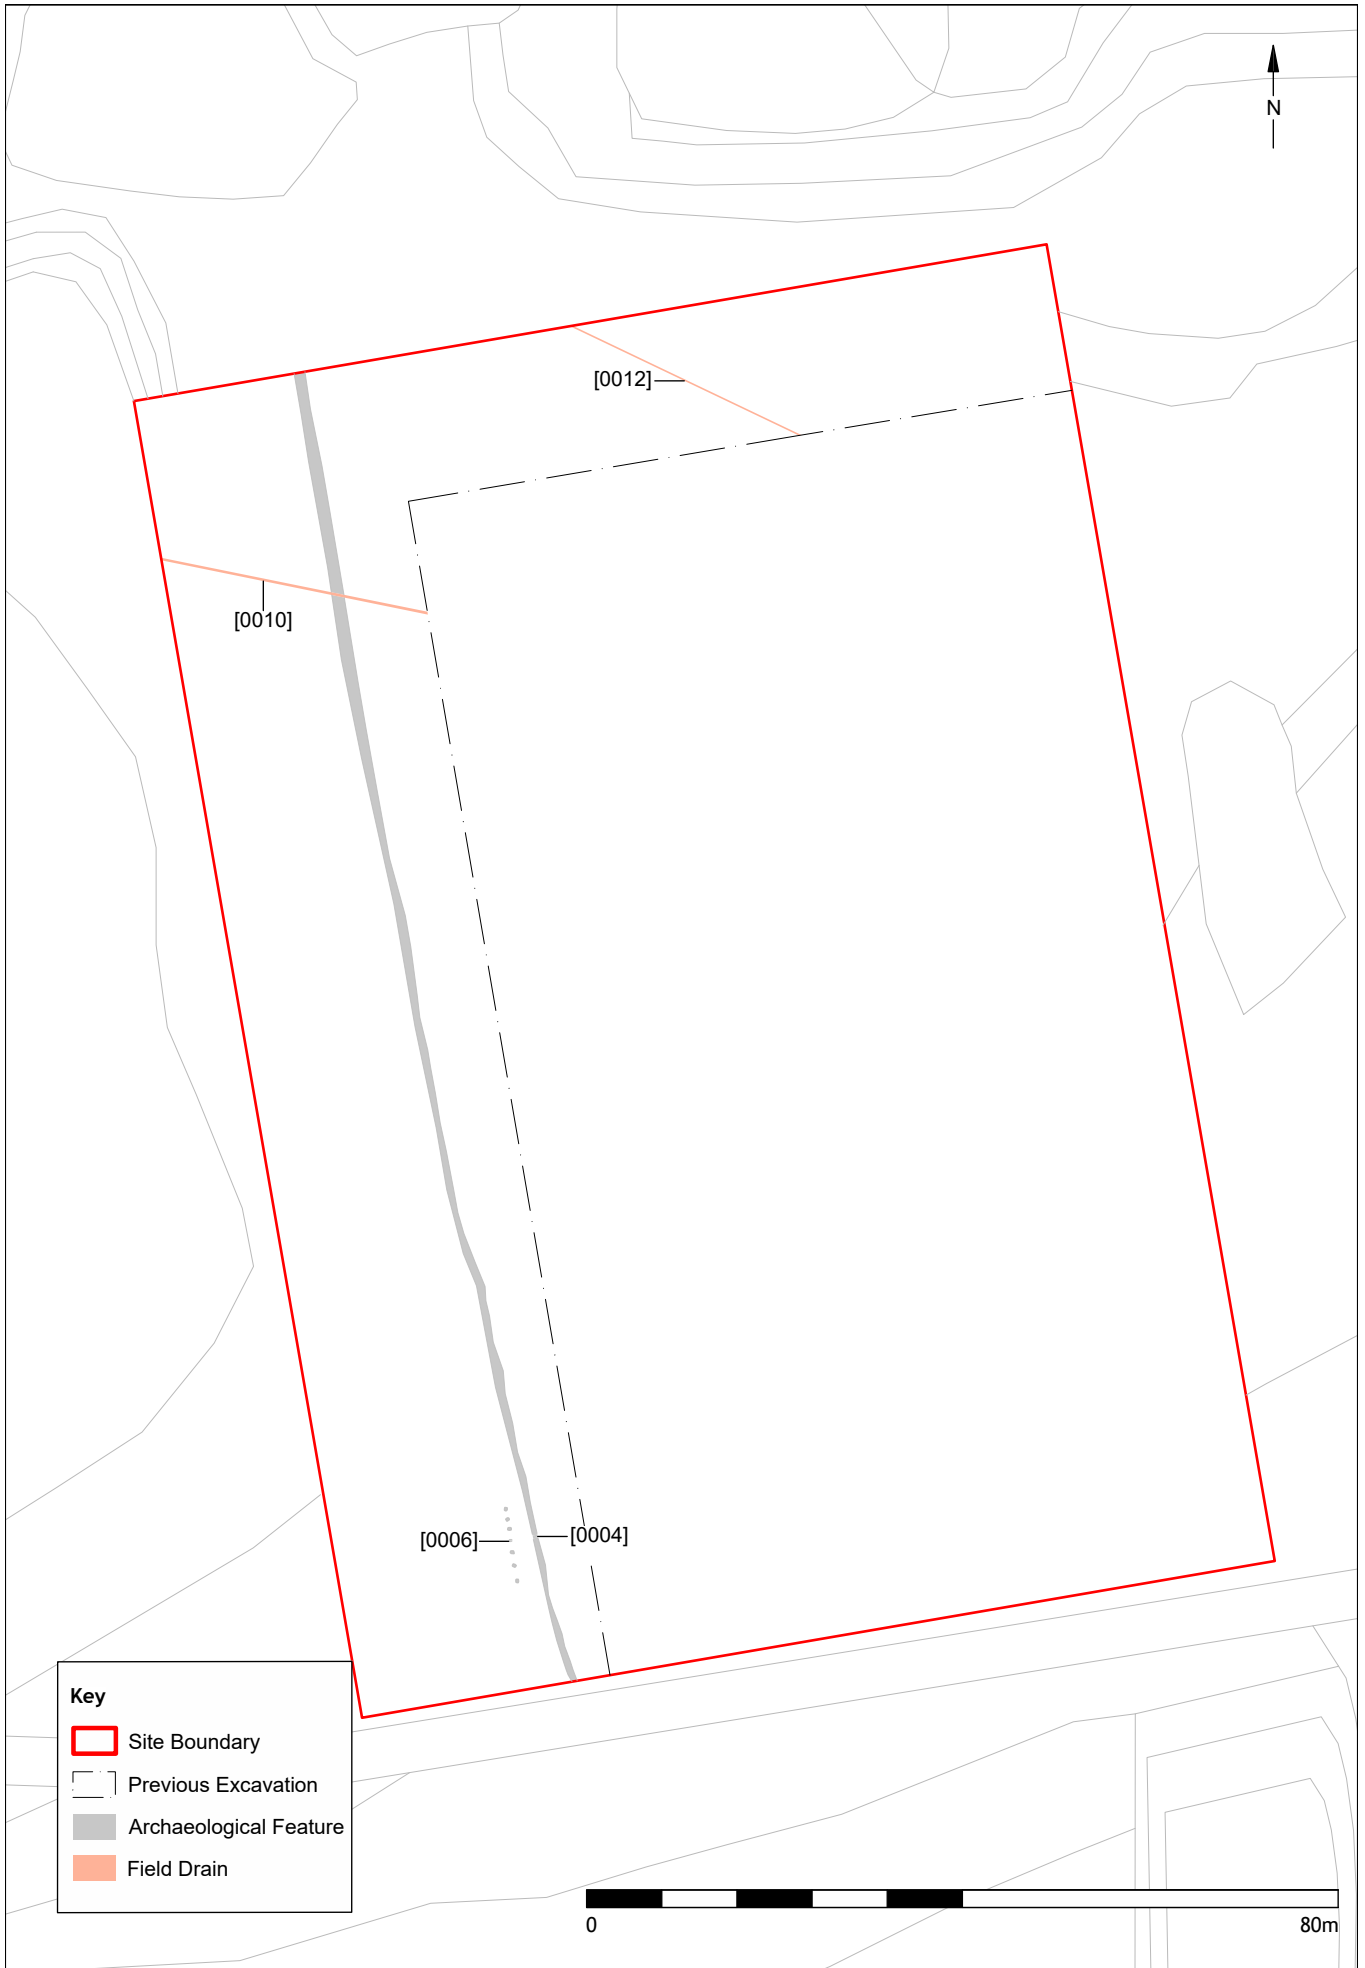 N
[0012]
[0010]
[0006]
[0004]
Key
Site Boundary
Previous Excavation
Archaeological Feature
Field Drain
0
80m